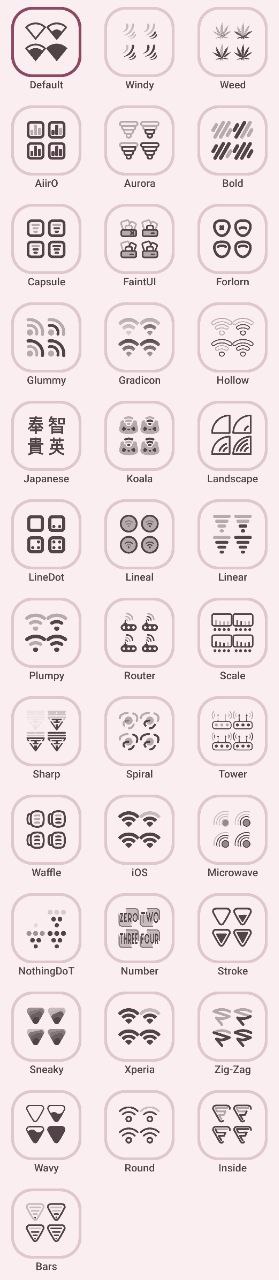 Default Windy Weed
AiirO Aurora Bold
Capsule FaintUI Forlorn
Glummy Gradicon Hollow
奉智
貴英
Japanese Koala Landscape
LineDot Lineal Linear
Plumpy Router Scale
Sharp Spiral Tower
Waffle iOS Microwave
ZERO TWO
THREE FOUR
NothingDoT Number Stroke
Sneaky Xperia Zig-Zag
Wavy Round Inside
Bars